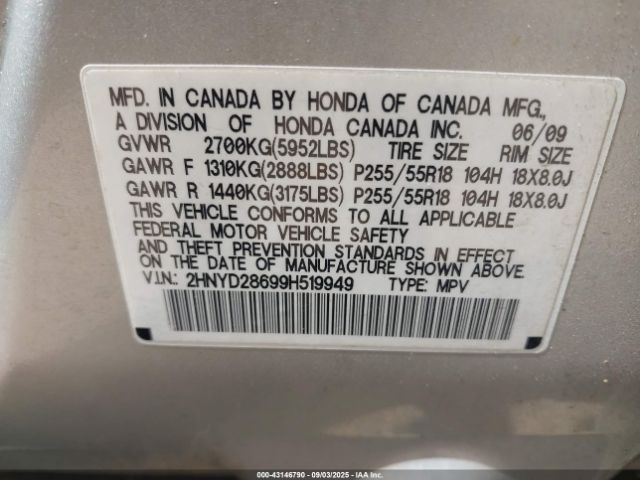 MFD. IN CANADA BY HONDA OF CANADA MFG.,
A DIVISION OF HONDA CANADA INC. 06/09
GVWR 2700KG(5952LBS) TIRE SIZE RIM SIZE
GAWR F 1310KG(2888LBS) P255/55R18 104H 18X8.0J
GAWR R 1440KG(3175LBS) P255/55R18 104H 18X8.0J
THIS VEHICLE CONFORMS TO ALL APPLICABLE
FEDERAL MOTOR VEHICLE SAFETY
AND THEFT PREVENTION STANDARDS IN EFFECT
ON THE DATE OF MANUFACTURE SHOWN ABOVE.
V.I.N.: 2HNYD28699H519949 TYPE: MPV
000-43146790 - 09/03/2025 - IAAI Inc.